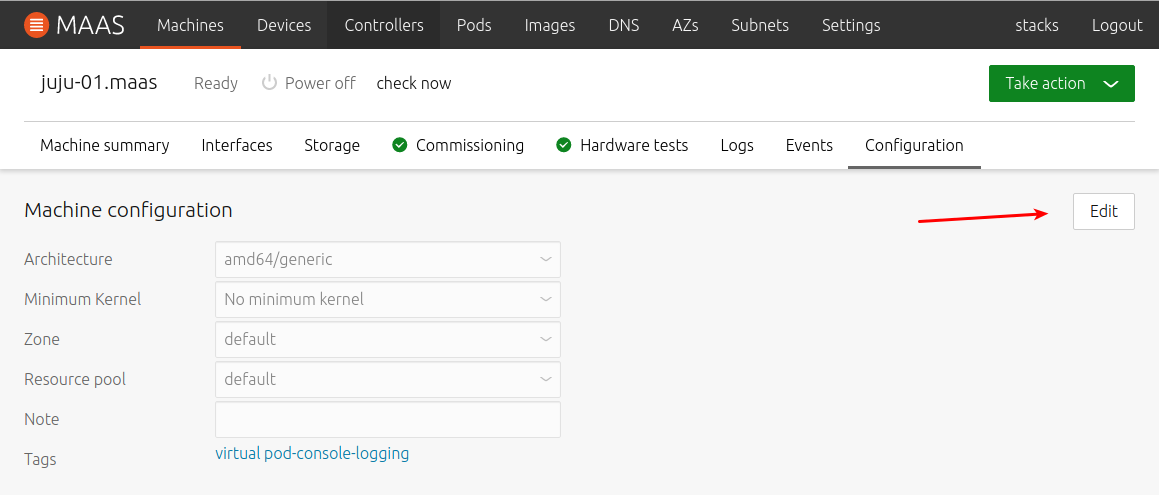 MAAS Machines Devices Controllers Pods Images DNS AZs Subnets Settings stacks Logout
juju-01.maas Ready Power off check now Take action
Machine summary Interfaces Storage Commissioning Hardware tests Logs Events Configuration
Machine configuration Edit
Architecture amd64/generic
Minimum Kernel No minimum kernel
Zone default
Resource pool default
Note
Tags virtual pod-console-logging